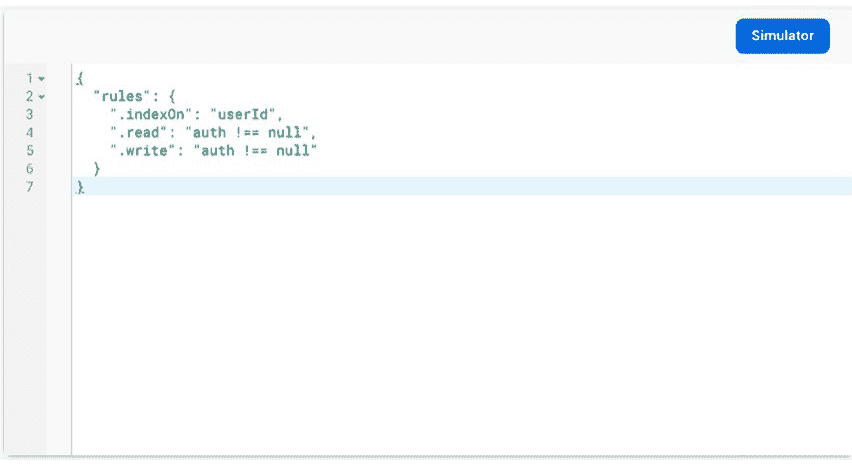 Simulator
1 {
2 "rules": {
3 ".indexOn": "userId",
4 ".read": "auth !== null",
5 ".write": "auth !== null"
6 }
7 }